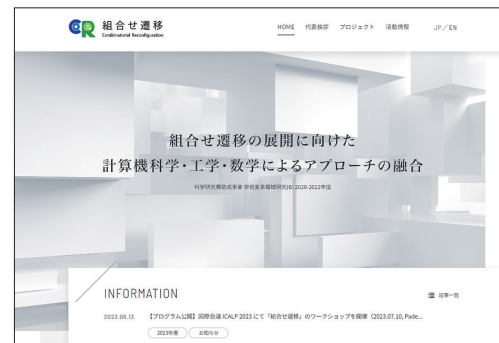 組合せ遷移
Combinatorial Reconfiguration
HOME 代表挨拶 プロジェクト 活動情報 JP／EN
組合せ遷移の展開に向けた
計算機科学・工学・数学によるアプローチの融合
科学研究費助成事業 学術変革領域研究(B) 2020-2022年度
INFORMATION
記事一覧
2023.06.13 【プログラム公開】国際会議 ICALP 2023 にて「組合せ遷移」のワークショップを開催（2023.07.10, Pade...
2023年度 お知らせ